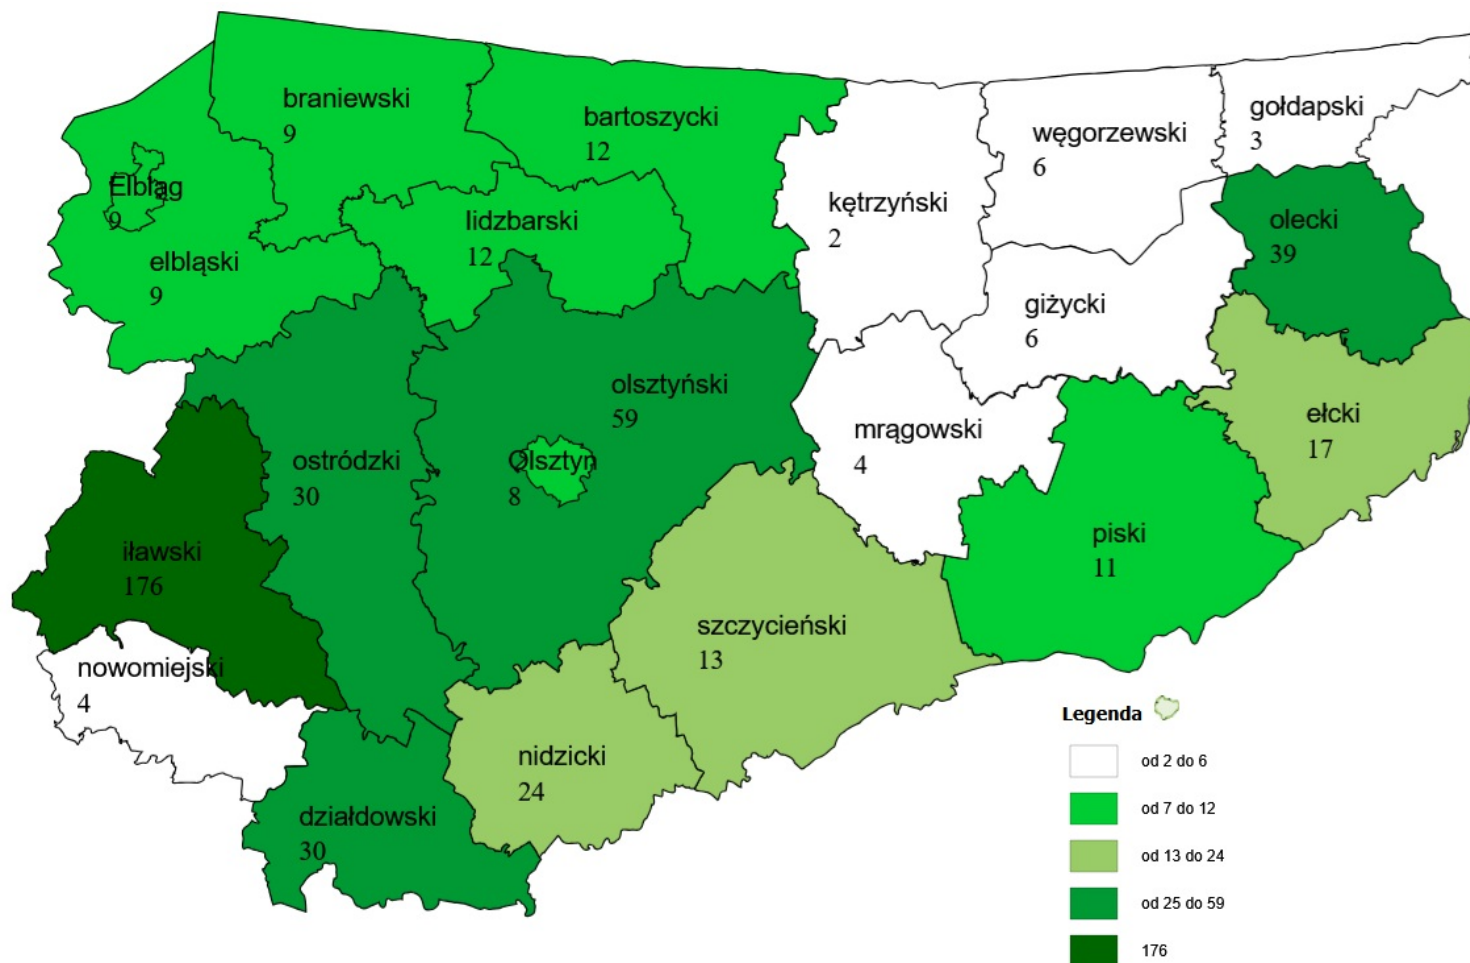 braniewski
9
bartoszycki
12
węgorzewski
6
gołdapski
3
Elbląg
9
kętrzyński
2
lidzbarski
12
olecki
39
elbląski
9
giżycki
6
olsztyński
59
ełcki
17
mrągowski
4
ostródzki
30
Olsztyn
8
iławski
176
piski
11
szczycieński
13
nowomiejski
4
nidzicki
24
działdowski
30
Legenda
od 2 do 6
od 7 do 12
od 13 do 24
od 25 do 59
176